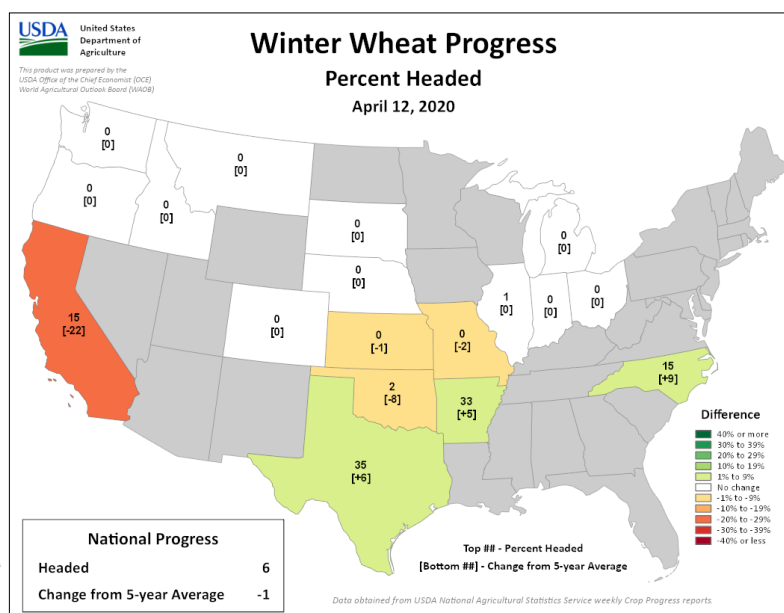 USDA
United States
Department of
Agriculture
This product was prepared by the
USDA Office of the Chief Economist (OCE)
World Agricultural Outlook Board (WAOB)
Winter Wheat Progress
Percent Headed
April 12, 2020
0
[0]
0
[0]
0
[0]
0
[0]
0
[0]
0
[0]
0
[0]
15
[-22]
0
[0]
0
[-1]
0
[-2]
1
[0]
0
[0]
0
[0]
2
[-8]
33
[+5]
15
[+9]
35
[+6]
Difference
40% or more
30% to 39%
20% to 29%
10% to 19%
1% to 9%
No change
-1% to -9%
-10% to -19%
-20% to -29%
-30% to -39%
-40% or less
National Progress
Headed 6
Change from 5-year Average -1
Top ## - Percent Headed
[Bottom ##] - Change from 5-year Average
Data obtained from USDA National Agricultural Statistics Service weekly Crop Progress reports